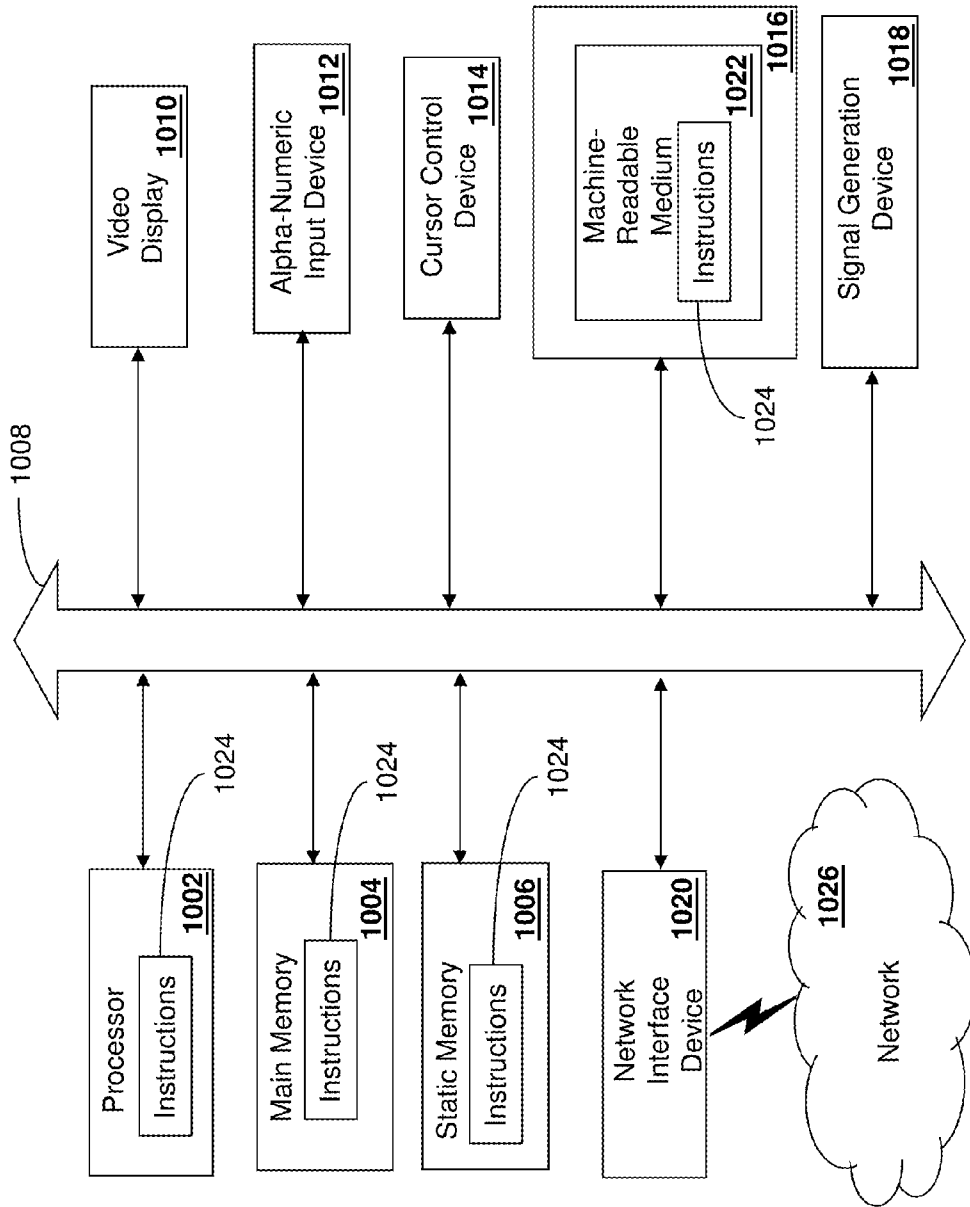 1008
Processor
Instructions
1002
1024
Main Memory
Instructions
1004
1024
Static Memory
Instructions
1006
1024
Network
Interface
Device
1020
Network
1026
Video
Display
1010
Alpha-Numeric
Input Device
1012
Cursor Control
Device
1014
Machine-
Readable
Medium
1022
Instructions
1016
1024
Signal Generation
Device
1018